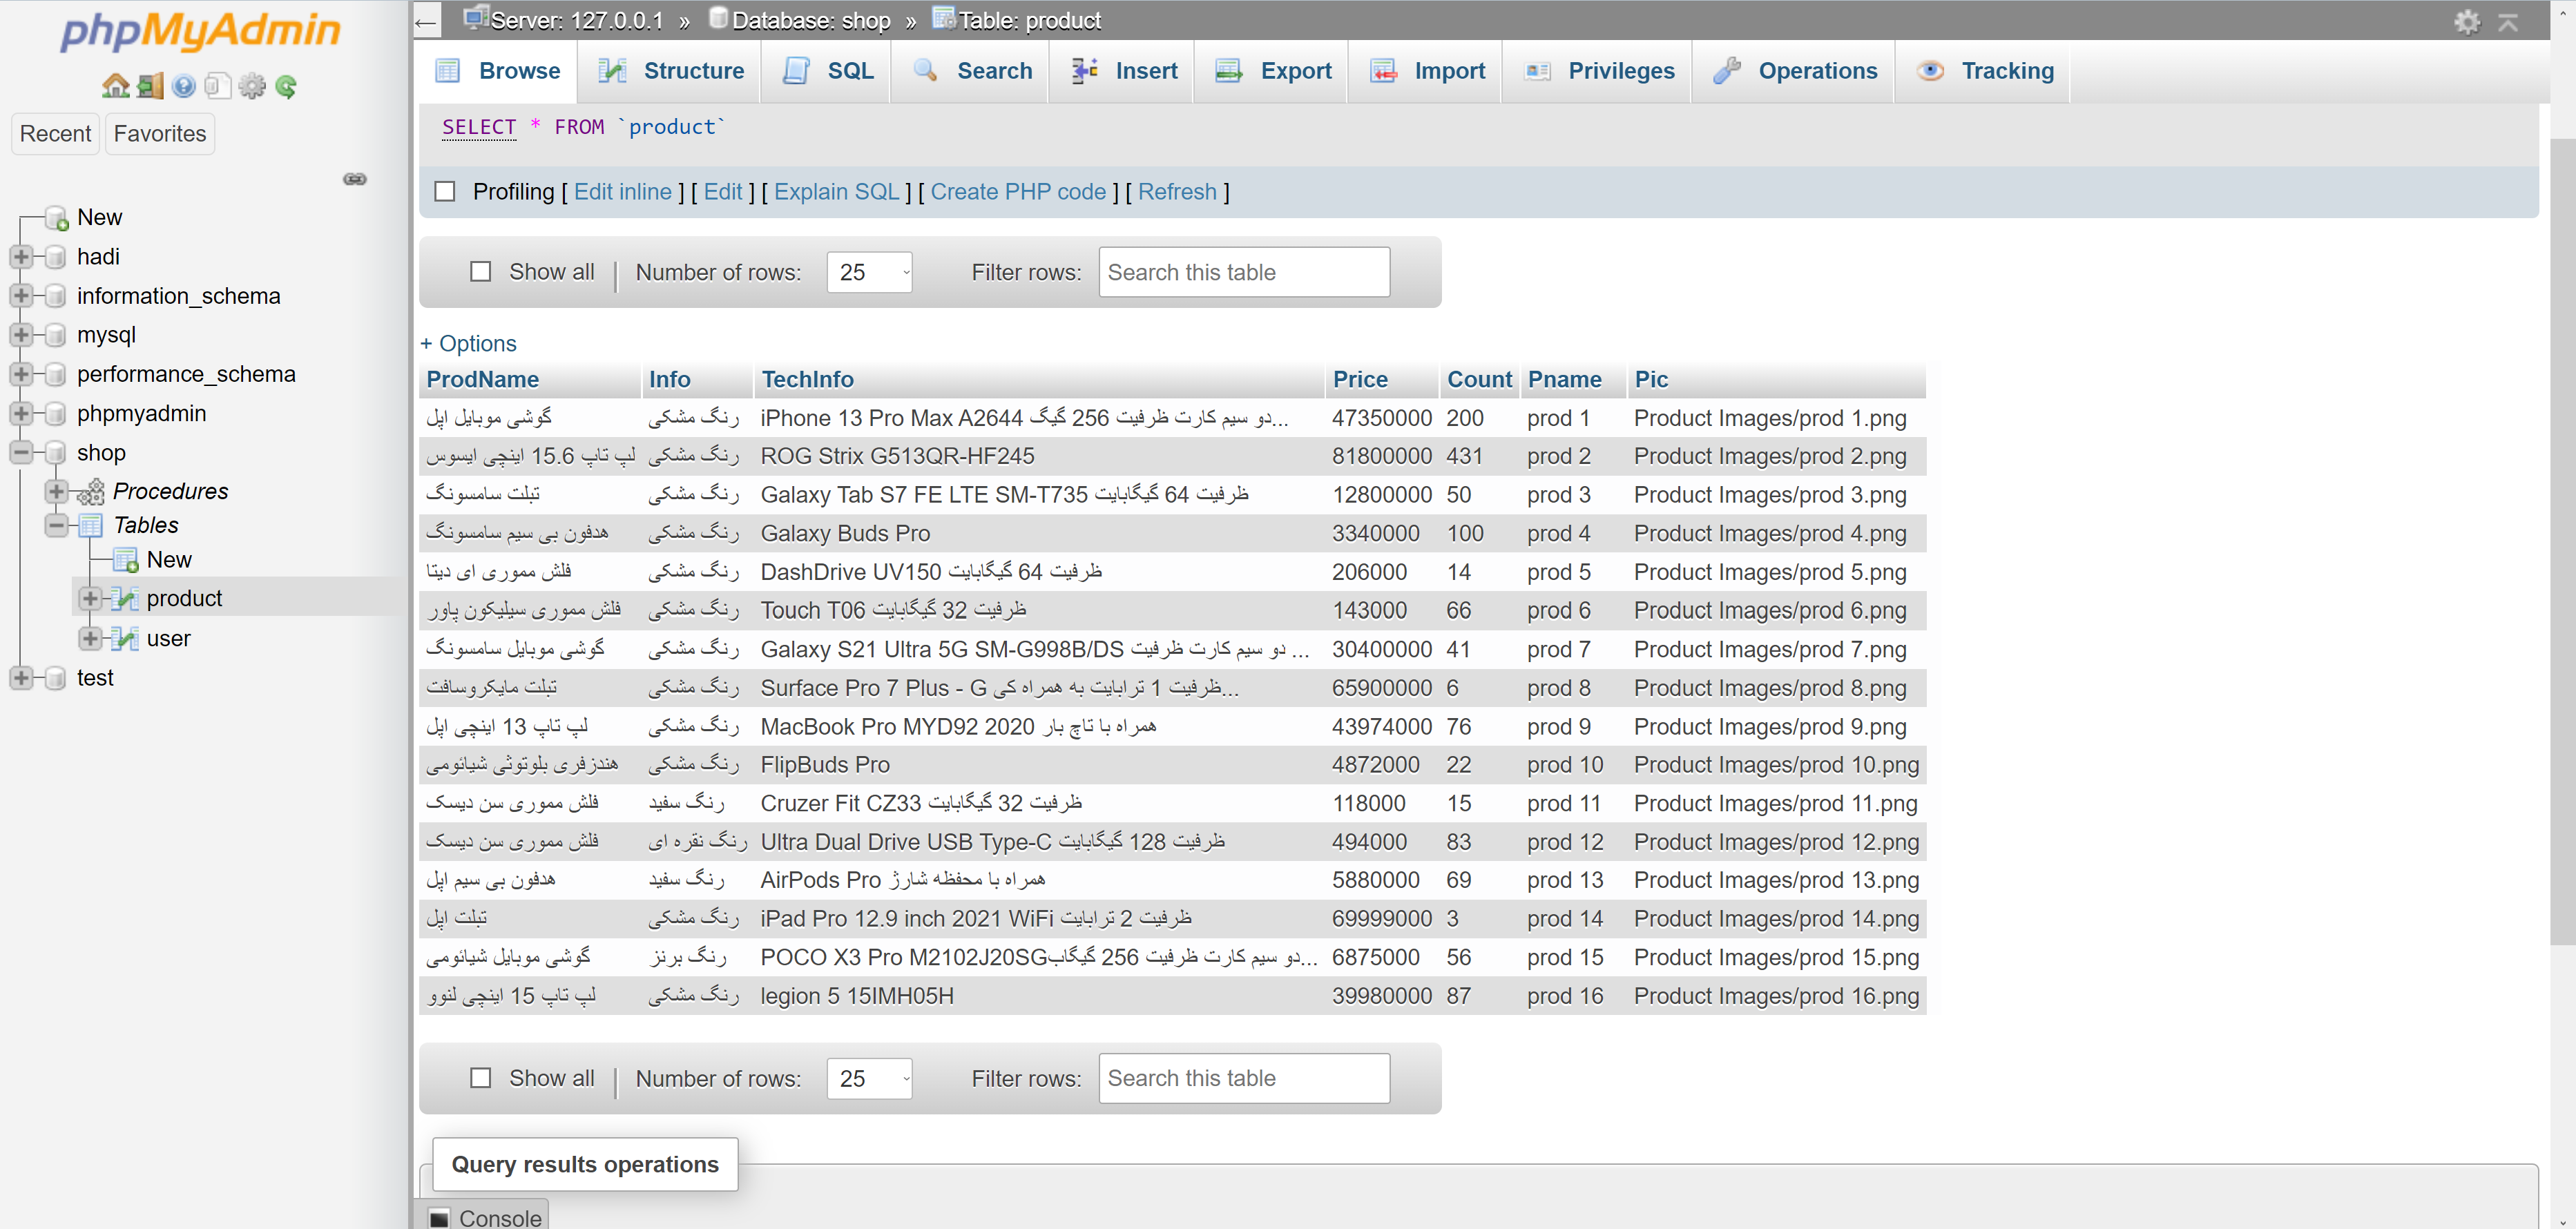 phpMyAdmin
Recent Favorites
New
hadi
information_schema
mysql
performance_schema
phpmyadmin
shop
Procedures
Tables
New
product
user
test
Server: 127.0.0.1 » Database: shop » Table: product
Browse Structure SQL Search Insert Export Import Privileges Operations Tracking
SELECT * FROM `product`
Profiling [ Edit inline ] [ Edit ] [ Explain SQL ] [ Create PHP code ] [ Refresh ]
Show all | Number of rows: 25 Filter rows: Search this table
+ Options
ProdName Info TechInfo Price Count Pname Pic
گوشی موبایل اپل رنگ مشکی iPhone 13 Pro Max A2644 دو سیم کارت ظرفیت 256 گیگ... 47350000 200 prod 1 Product Images/prod 1.png
لپ تاپ 15.6 اینچی ایسوس رنگ مشکی ROG Strix G513QR-HF245 81800000 431 prod 2 Product Images/prod 2.png
تبلت سامسونگ رنگ مشکی Galaxy Tab S7 FE LTE SM-T735 ظرفیت 64 گیگابایت 12800000 50 prod 3 Product Images/prod 3.png
هدفون بی سیم سامسونگ رنگ مشکی Galaxy Buds Pro 3340000 100 prod 4 Product Images/prod 4.png
فلش مموری ای دیتا رنگ مشکی DashDrive UV150 ظرفیت 64 گیگابایت 206000 14 prod 5 Product Images/prod 5.png
فلش مموری سیلیکون پاور رنگ مشکی Touch T06 ظرفیت 32 گیگابایت 143000 66 prod 6 Product Images/prod 6.png
گوشی موبایل سامسونگ رنگ مشکی Galaxy S21 Ultra 5G SM-G998B/DS دو سیم کارت ظرفیت ... 30400000 41 prod 7 Product Images/prod 7.png
تبلت مایکروسافت رنگ مشکی Surface Pro 7 Plus - G ظرفیت 1 ترابایت به همراه کی... 65900000 6 prod 8 Product Images/prod 8.png
لپ تاپ 13 اینچی اپل رنگ مشکی MacBook Pro MYD92 2020 همراه با تاچ بار 43974000 76 prod 9 Product Images/prod 9.png
هندزفری بلوتوثی شیائومی رنگ مشکی FlipBuds Pro 4872000 22 prod 10 Product Images/prod 10.png
فلش مموری سن دیسک رنگ سفید Cruzer Fit CZ33 ظرفیت 32 گیگابایت 118000 15 prod 11 Product Images/prod 11.png
فلش مموری سن دیسک رنگ نقره ای Ultra Dual Drive USB Type-C ظرفیت 128 گیگابایت 494000 83 prod 12 Product Images/prod 12.png
هدفون بی سیم اپل رنگ سفید AirPods Pro همراه با محفظه شارژ 5880000 69 prod 13 Product Images/prod 13.png
تبلت اپل رنگ مشکی iPad Pro 12.9 inch 2021 WiFi ظرفیت 2 ترابایت 69999000 3 prod 14 Product Images/prod 14.png
گوشی موبایل شیائومی رنگ برنز POCO X3 Pro M2102J20SG دو سیم کارت ظرفیت 256 گیگاب... 6875000 56 prod 15 Product Images/prod 15.png
لپ تاپ 15 اینچی لنوو رنگ مشکی legion 5 15IMH05H 39980000 87 prod 16 Product Images/prod 16.png
Show all | Number of rows: 25 Filter rows: Search this table
Query results operations
Console